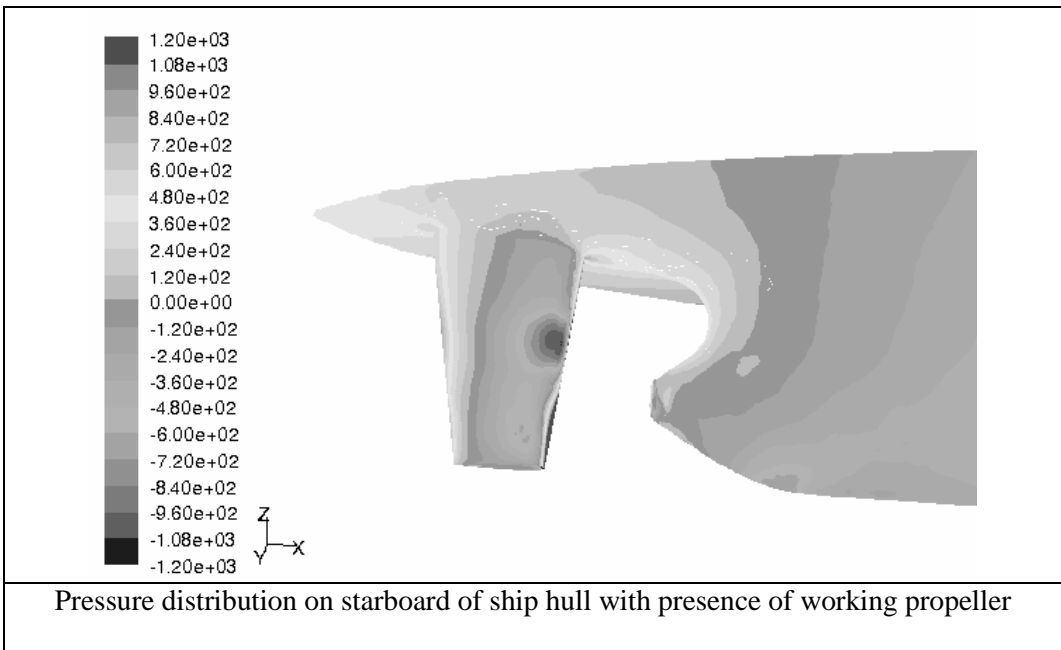 1.20e+03
1.08e+03
9.60e+02
8.40e+02
7.20e+02
6.00e+02
4.80e+02
3.60e+02
2.40e+02
1.20e+02
0.00e+00
-1.20e+02
-2.40e+02
-3.60e+02
-4.80e+02
-6.00e+02
-7.20e+02
-8.40e+02
-9.60e+02
-1.08e+03
-1.20e+03
Z
Y X
Pressure distribution on starboard of ship hull with presence of working propeller